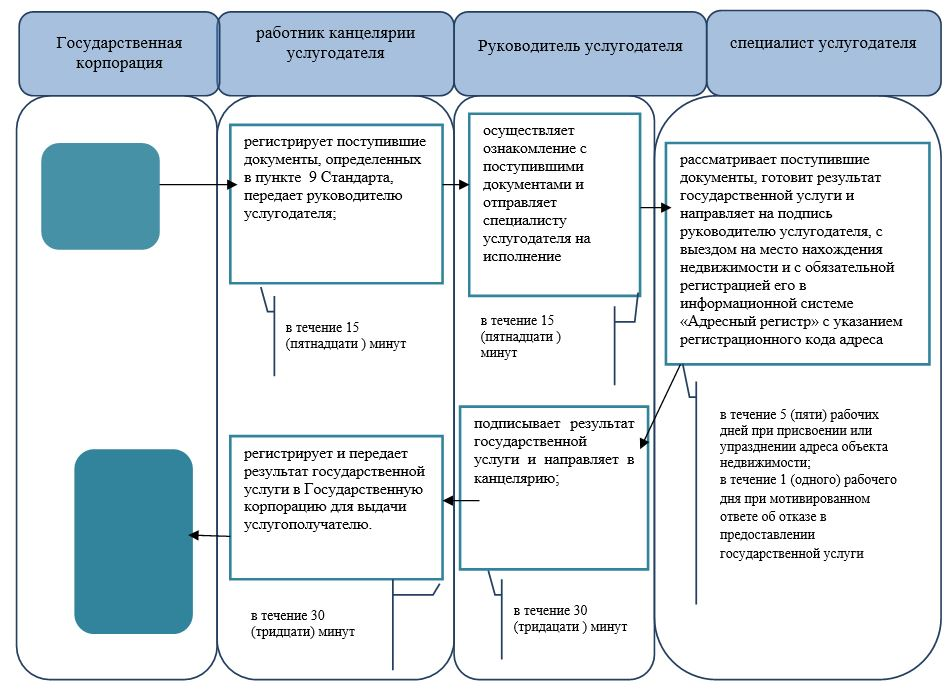 Государственная
корпорация
работник канцелярии
услугодателя
Руководитель услугодателя
специалист услугодателя
регистрирует поступившие
документы, определенных
в пункте 9 Стандарта,
передает руководителю
услугодателя;
в течение 15
(пятнадцати ) минут
осуществляет
ознакомление с
поступившими
документами и
отправляет
специалисту
услугодателя на
исполнение
в течение 15
(пятнадцати )
минут
рассматривает поступившие
документы, готовит результат
государственной услуги и
направляет на подпись
руководителю услугодателя, с
выездом на место нахождения
недвижимости и с обязательной
регистрацией его в
информационной системе
«Адресный регистр» с указанием
регистрационного кода адреса
в течение 5 (пяти) рабочих
дней при присвоении или
упразднении адреса объекта
недвижимости;
в течение 1 (одного) рабочего
дня при мотивированном
ответе об отказе в
предоставлении
государственной услуги
подписывает результат
государственной
услуги и направляет в
канцелярию;
в течение 30
(тридацати ) минут
регистрирует и передает
результат государственной
услуги в Государственную
корпорацию для выдачи
услугополучателю.
в течение 30
(тридцати) минут